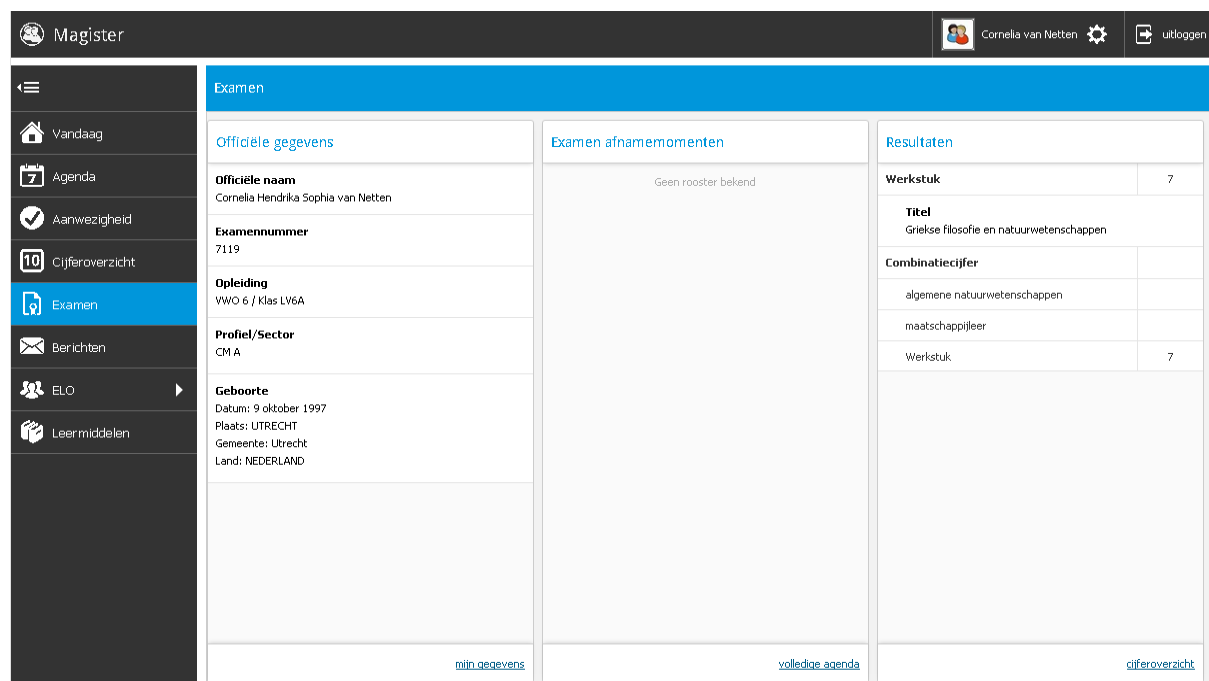 Magister
Cornelia van Netten
uitloggen
Vandaag
7
Agenda
Aanwezigheid
10
Cijferoverzicht
Examen
Berichten
ELO
Leermiddelen
Examen
Officiële gegevens
Officiële naam
Cornelia Hendrika Sophia van Netten
Examennummer
7119
Opleiding
VWO 6 / Klas LV6A
Profiel/Sector
CM A
Geboorte
Datum: 9 oktober 1997
Plaats: UTRECHT
Gemeente: Utrecht
Land: NEDERLAND
mijn gegevens
Examen afnamemomenten
Geen rooster bekend
volledige agenda
Resultaten
Werkstuk 7
Titel
Griekse filosofie en natuurwetenschappen
Combinatiecijfer
algemene natuurwetenschappen
maatschappijleer
Werkstuk 7
cijferoverzicht